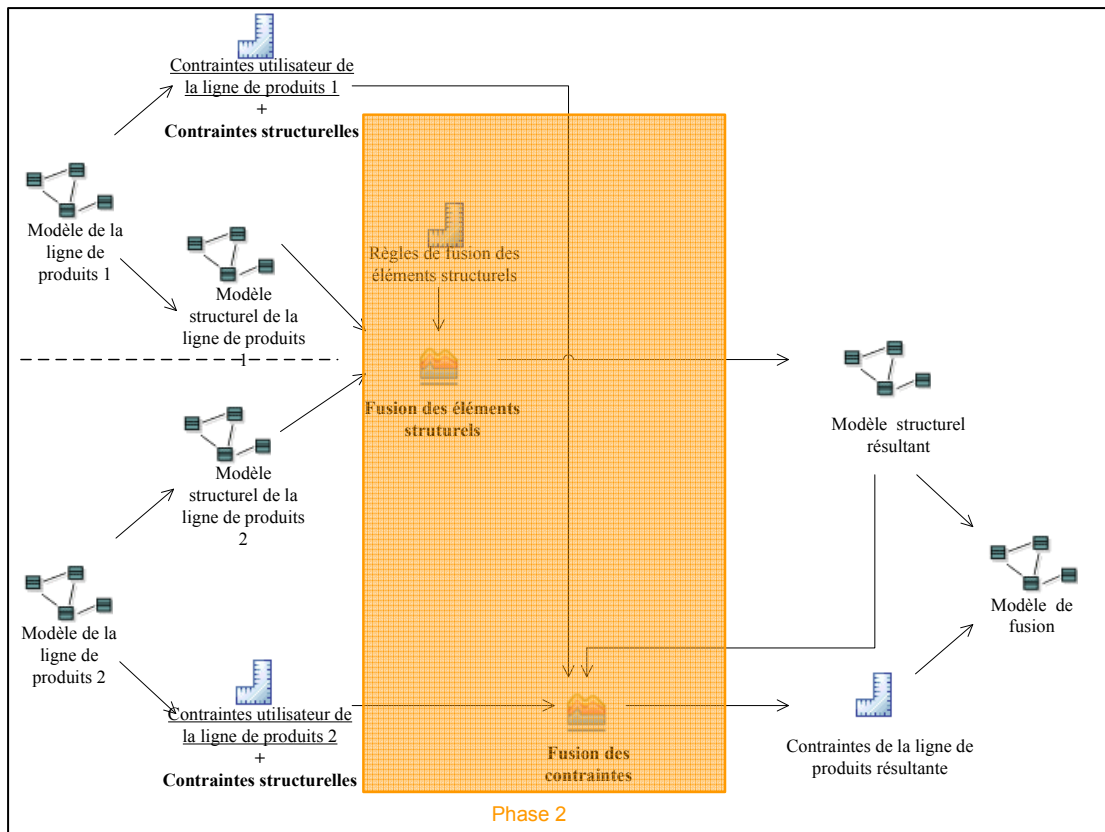 Contraintes utilisateur de
la ligne de produits 1
+
Contraintes structurelles
Modèle de la
ligne de
produits 1
Modèle
structurel de la
ligne de produits
1
Règles de fusion des
éléments structurels
Fusion des éléments
struturels
Modèle structurel
résultant
Modèle
structurel de la
ligne de produits
2
Modèle de la
ligne de
produits 2
Modèle de
fusion
Contraintes utilisateur de
la ligne de produits 2
+
Contraintes structurelles
Fusion des
contraintes
Contraintes de la ligne de
produits résultante
Phase 2